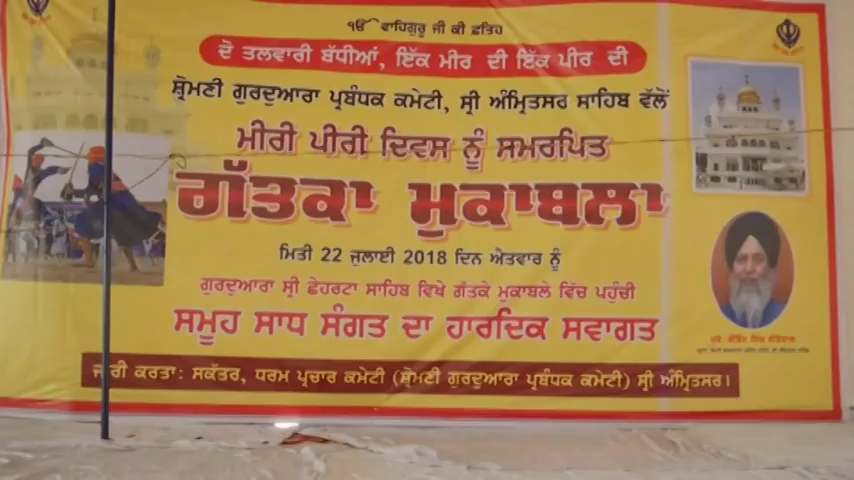 ੴ ਵਾਹਿਗੁਰੂ ਜੀ ਕੀ ਫ਼ਤਿਹ
ਦੋ ਤਲਵਾਰੀ ਬੱਧੀਆਂ, ਇੱਕ ਮੀਰ ਦੀ ਇੱਕ ਪੀਰ ਦੀ
ਸ਼੍ਰੋਮਣੀ ਗੁਰਦੁਆਰਾ ਪ੍ਰਬੰਧਕ ਕਮੇਟੀ, ਸ੍ਰੀ ਅੰਮ੍ਰਿਤਸਰ ਸਾਹਿਬ ਵੱਲੋਂ
ਮੀਰੀ ਪੀਰੀ ਦਿਵਸ ਨੂੰ ਸਮਰਪਿਤ
ਗੱਤਕਾ ਮੁਕਾਬਲਾ
ਮਿਤੀ 22 ਜੁਲਾਈ 2018 ਦਿਨ ਐਤਵਾਰ ਨੂੰ
ਗੁਰਦੁਆਰਾ ਸ੍ਰੀ ਛੇਹਰਟਾ ਸਾਹਿਬ ਵਿਖੇ ਗੱਤਕੇ ਮੁਕਾਬਲੇ ਵਿੱਚ ਪਹੁੰਚੀ
ਸਮੂਹ ਸਾਧ ਸੰਗਤ ਦਾ ਹਾਰਦਿਕ ਸਵਾਗਤ
ਜਾਰੀ ਕਰਤਾ: ਸਕੱਤਰ, ਧਰਮ ਪ੍ਰਚਾਰ ਕਮੇਟੀ (ਸ਼੍ਰੋਮਣੀ ਗੁਰਦੁਆਰਾ ਪ੍ਰਬੰਧਕ ਕਮੇਟੀ) ਸ੍ਰੀ ਅੰਮ੍ਰਿਤਸਰ।